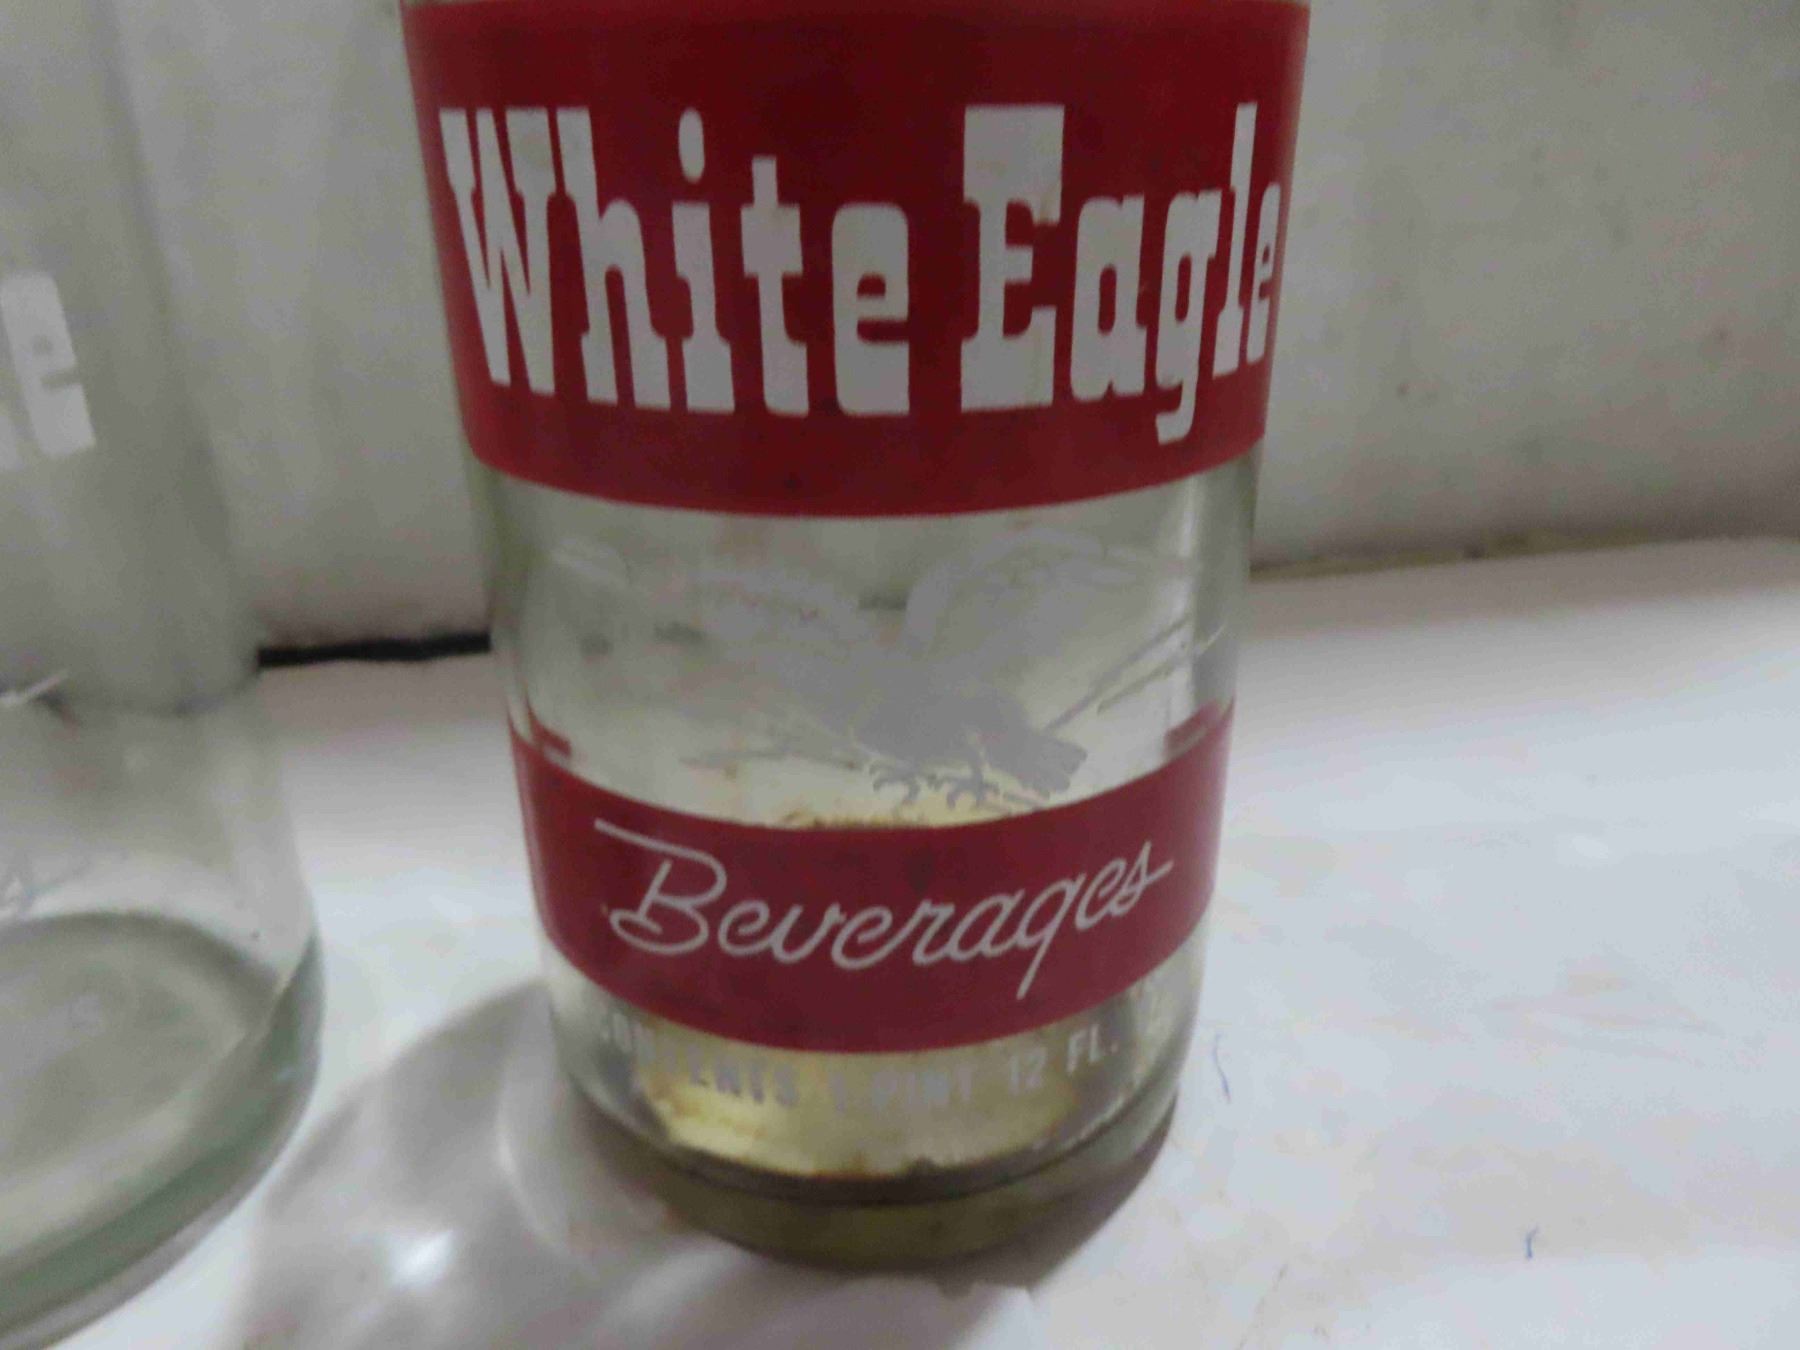 White Eagle
Beverages
CONTENTS 1 PINT 12 FL.
e